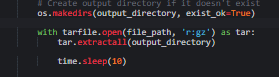 # Create output directory if it doesn't exist
os.makedirs(output_directory, exist_ok=True)
with tarfile.open(file_path, 'r:gz') as tar:
tar.extractall(output_directory)
time.sleep(10)